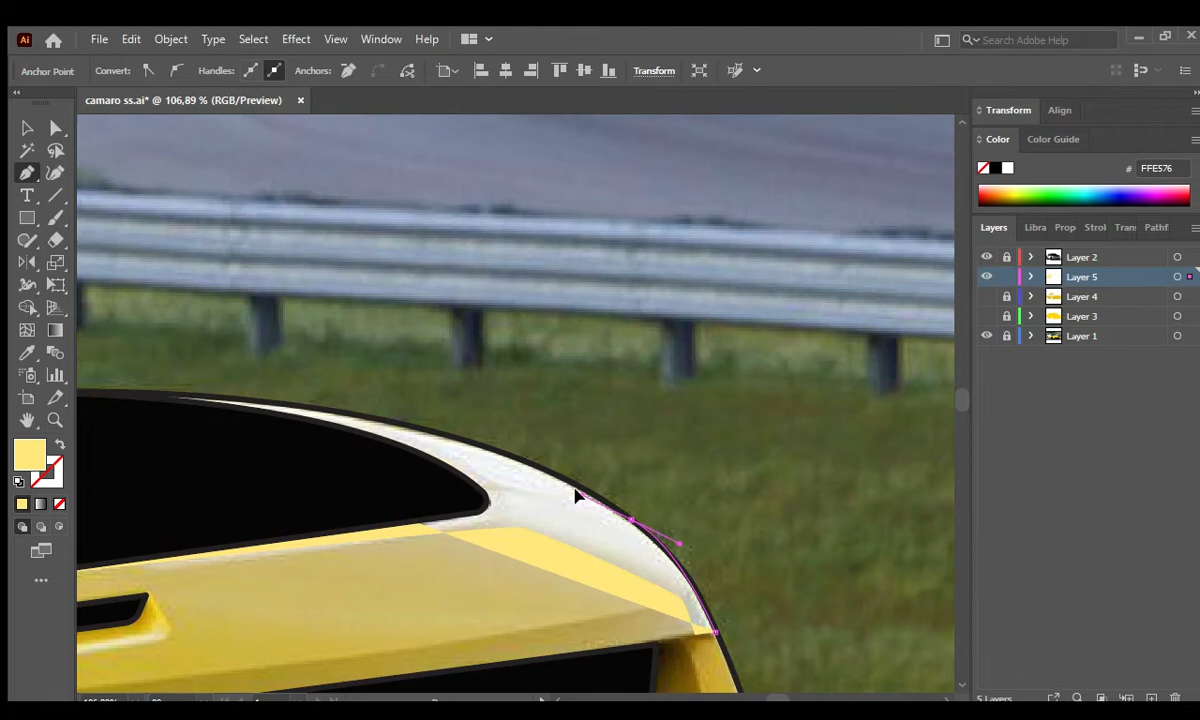 Ai File Edit Object Type Select Effect View Window Help Search Adobe Help
Anchor Point Convert: Handles: Anchors: Transform
camaro ss.ai* @ 106,89 % (RGB/Preview) ×
Transform Align
Color Color Guide
# FFE576
Layers Libra Prop Strol Trans Pathf
Layer 2
Layer 5
Layer 4
Layer 3
Layer 1
5 Layers